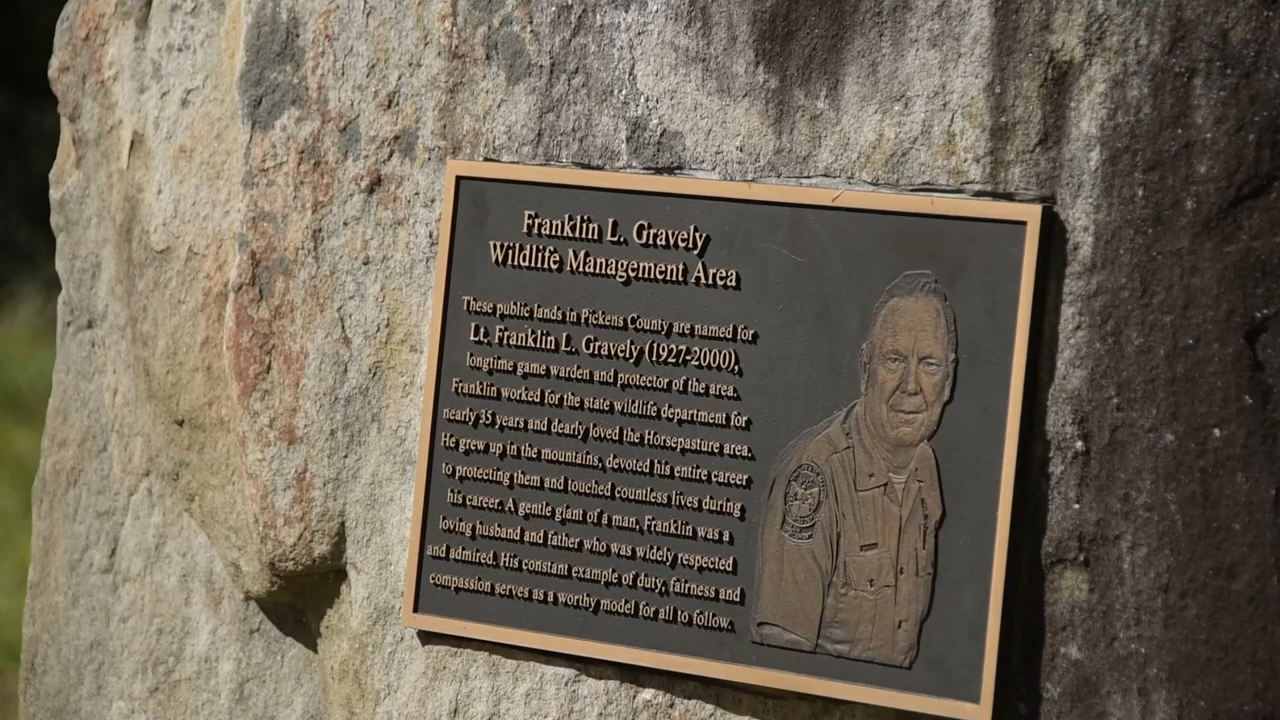 Franklin L. Gravely
Wildlife Management Area
These public lands in Pickens County are named for
Lt. Franklin L. Gravely (1927-2000),
longtime game warden and protector of the area.
Franklin worked for the state wildlife department for
nearly 35 years and dearly loved the Horsepasture area.
He grew up in the mountains, devoted his entire career
to protecting them and touched countless lives during
his career. A gentle giant of a man, Franklin was a
loving husband and father who was widely respected
and admired. His constant example of duty, fairness and
compassion serves as a worthy model for all to follow.